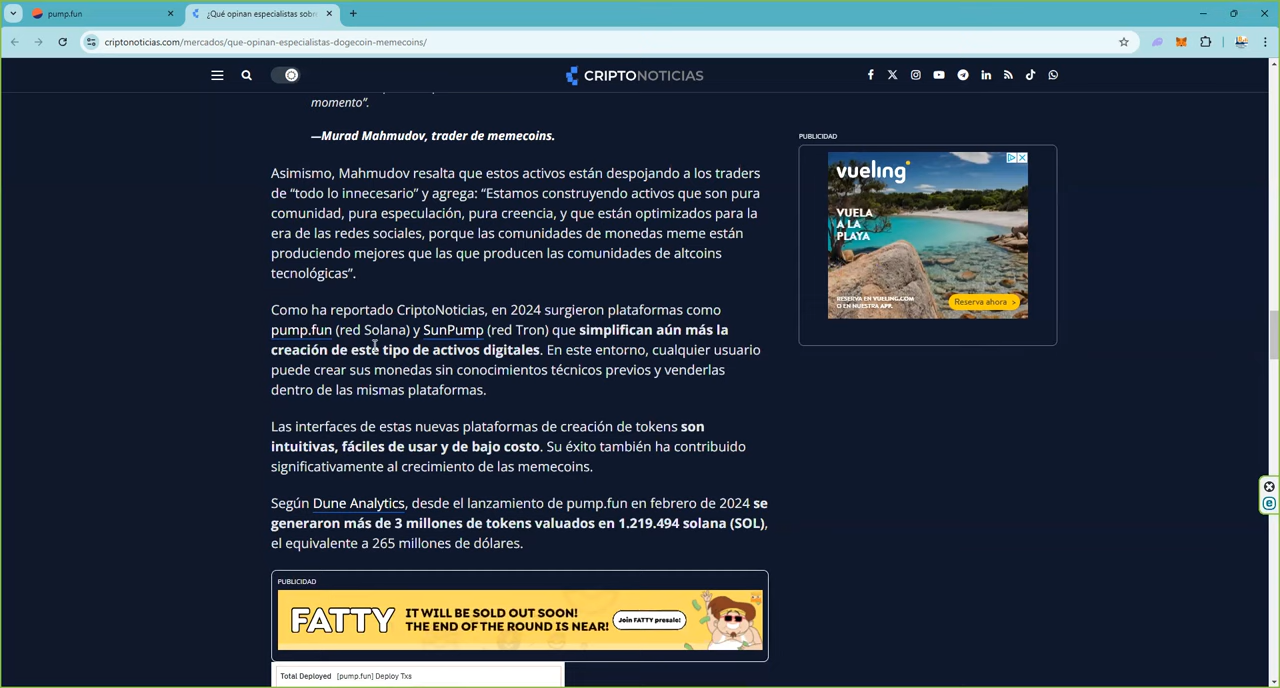 pump.fun
¿Qué opinan especialistas sobr
criptonoticias.com/mercados/que-opinan-especialistas-dogecoin-memecoins/
CRIPTONOTICIAS
momento”.
—Murad Mahmudov, trader de memecoins.
Asimismo, Mahmudov resalta que estos activos están despojando a los traders
de “todo lo innecesario” y agrega: “Estamos construyendo activos que son pura
comunidad, pura especulación, pura creencia, y que están optimizados para la
era de las redes sociales, porque las comunidades de monedas meme están
produciendo mejores que las que producen las comunidades de altcoins
tecnológicas”.
Como ha reportado CriptoNoticias, en 2024 surgieron plataformas como
pump.fun (red Solana) y SunPump (red Tron) que simplifican aún más la
creación de este tipo de activos digitales. En este entorno, cualquier usuario
puede crear sus monedas sin conocimientos técnicos previos y venderlas
dentro de las mismas plataformas.
Las interfaces de estas nuevas plataformas de creación de tokens son
intuitivas, fáciles de usar y de bajo costo. Su éxito también ha contribuido
significativamente al crecimiento de las memecoins.
Según Dune Analytics, desde el lanzamiento de pump.fun en febrero de 2024 se
generaron más de 3 millones de tokens valuados en 1.219.494 solana (SOL),
el equivalente a 265 millones de dólares.
PUBLICIDAD
FATTY
IT WILL BE SOLD OUT SOON!
THE END OF THE ROUND IS NEAR!
Join FATTY presale!
Total Deployed [pump.fun] Deploy Txs
PUBLICIDAD
vueling
VUELA
A LA
PLAYA
RESERVA EN VUELING.COM
O EN NUESTRA APP.
Reserva ahora >